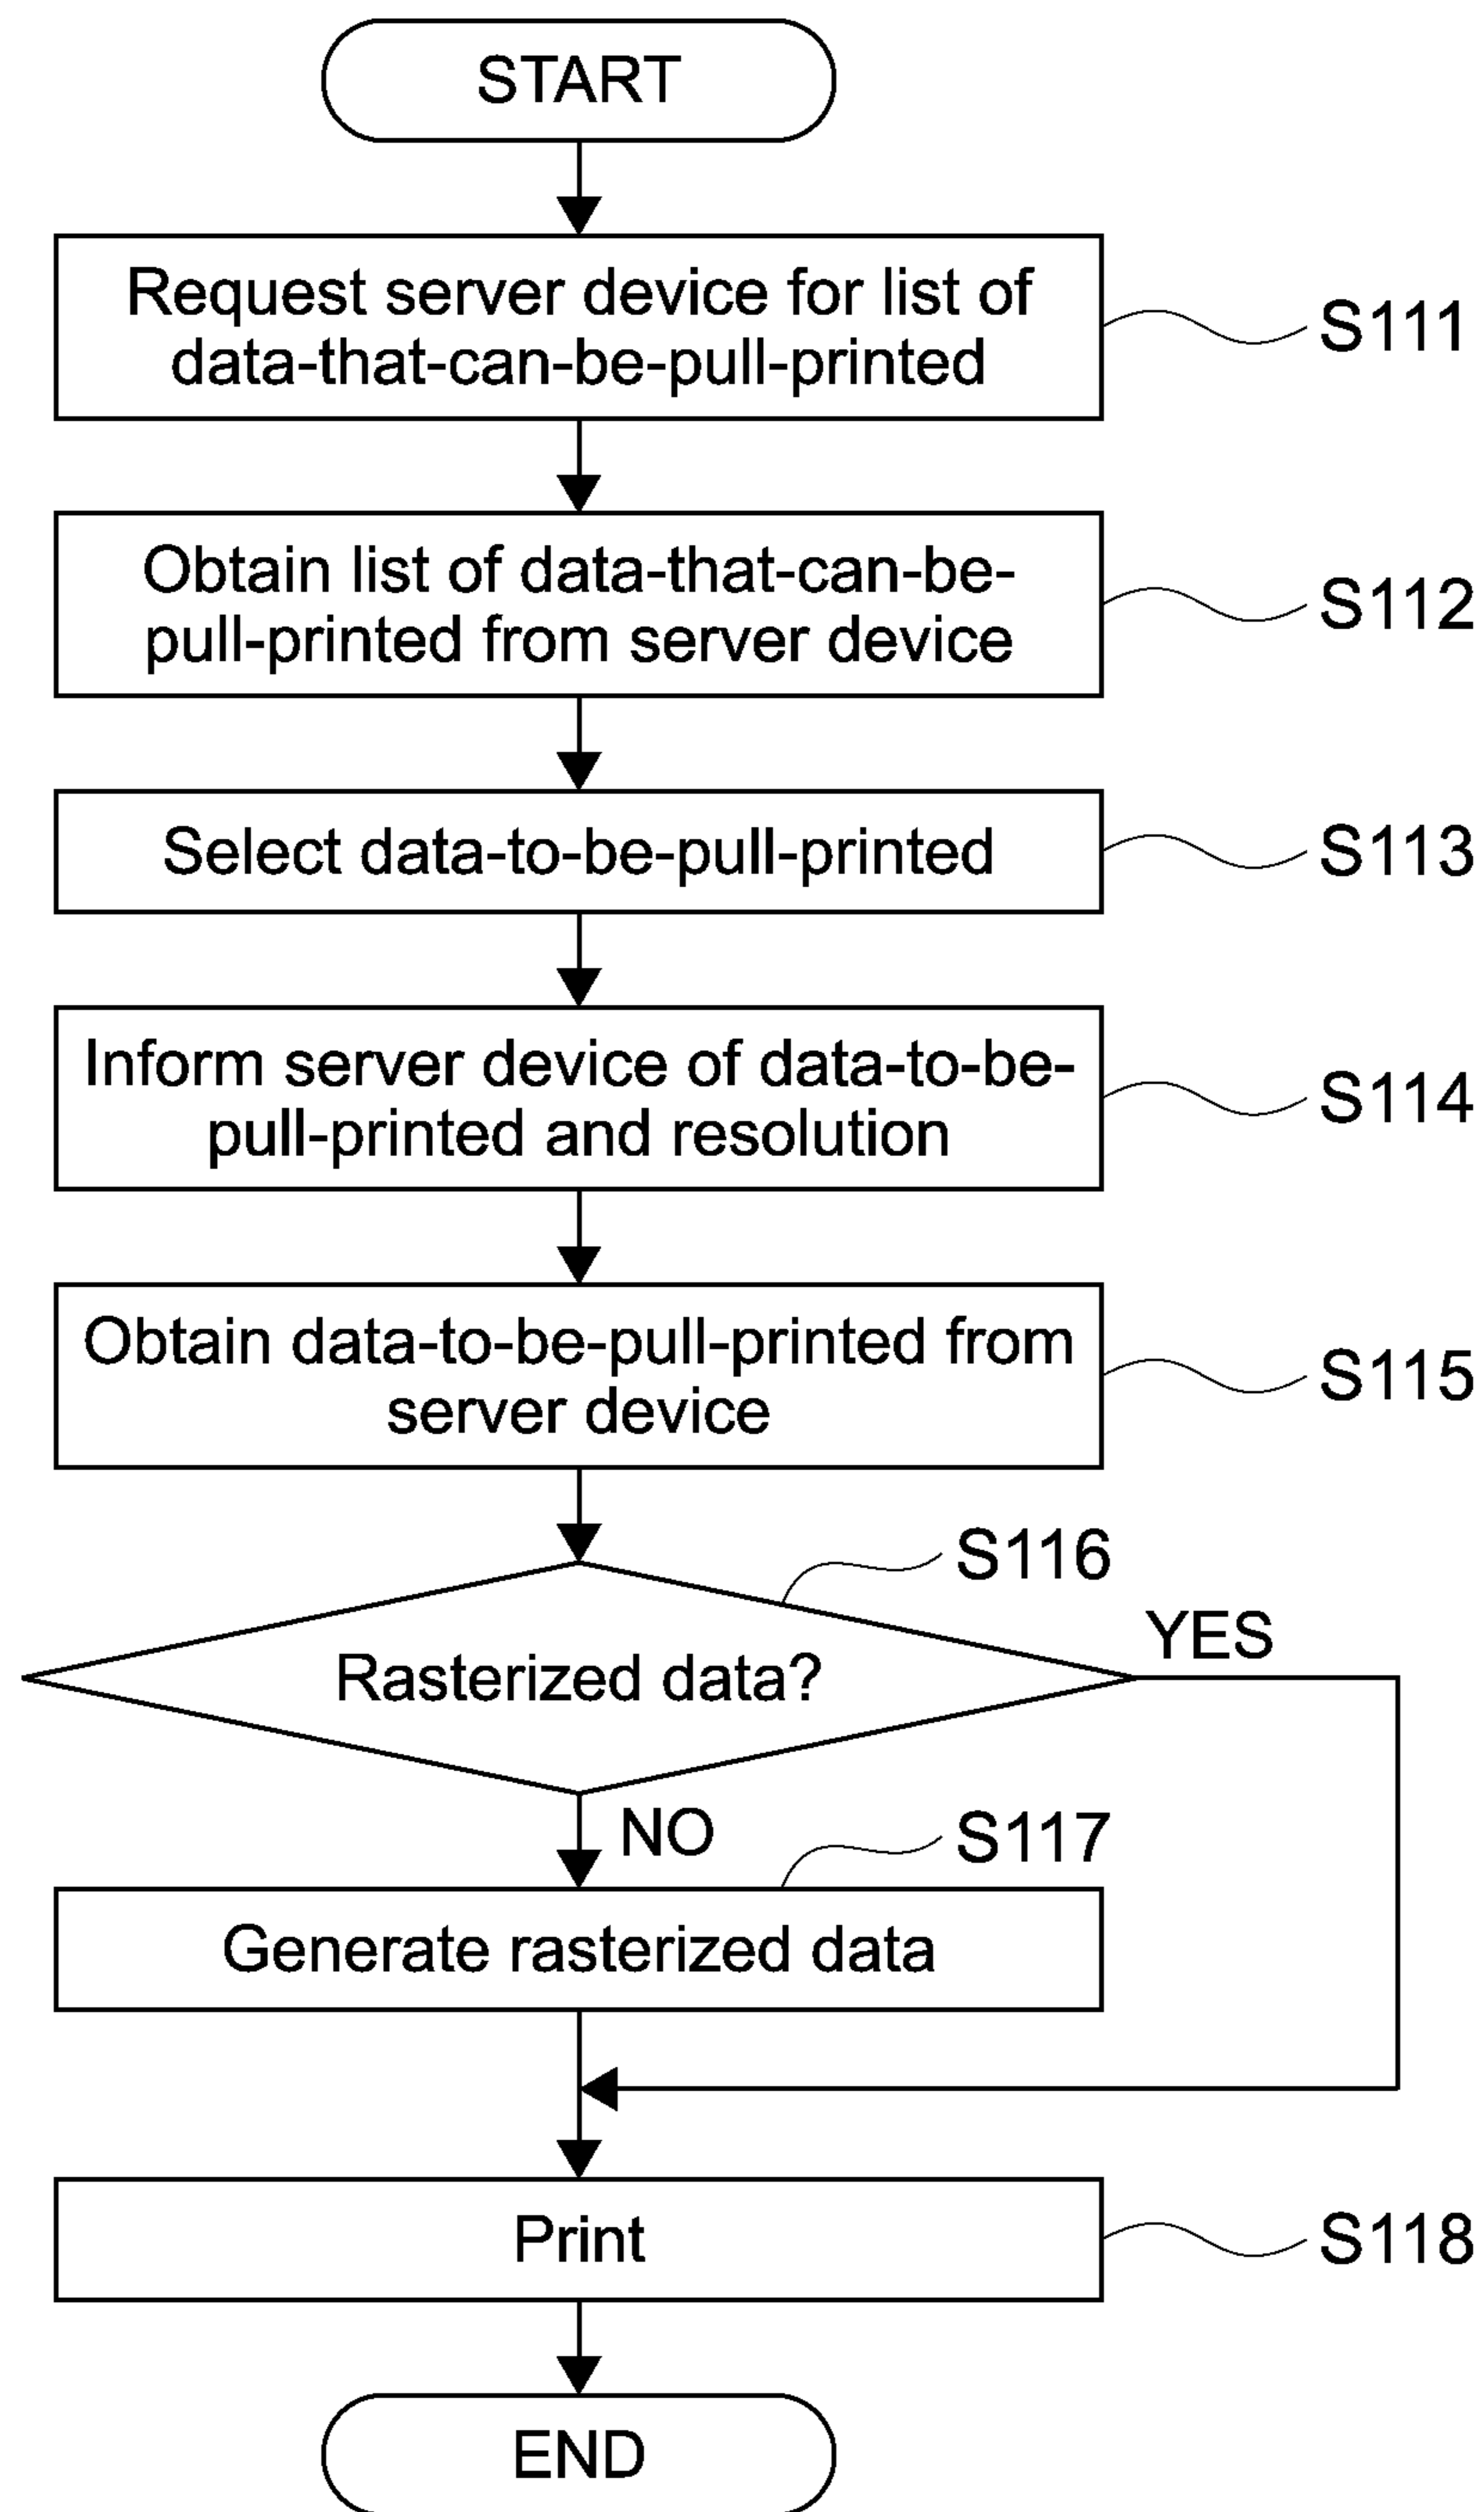 START
Request server device for list of
data-that-can-be-pull-printed
S111
Obtain list of data-that-can-be-
pull-printed from server device
S112
Select data-to-be-pull-printed
S113
Inform server device of data-to-be-
pull-printed and resolution
S114
Obtain data-to-be-pull-printed from
server device
S115
S116
YES
Rasterized data?
NO
S117
Generate rasterized data
Print
S118
END